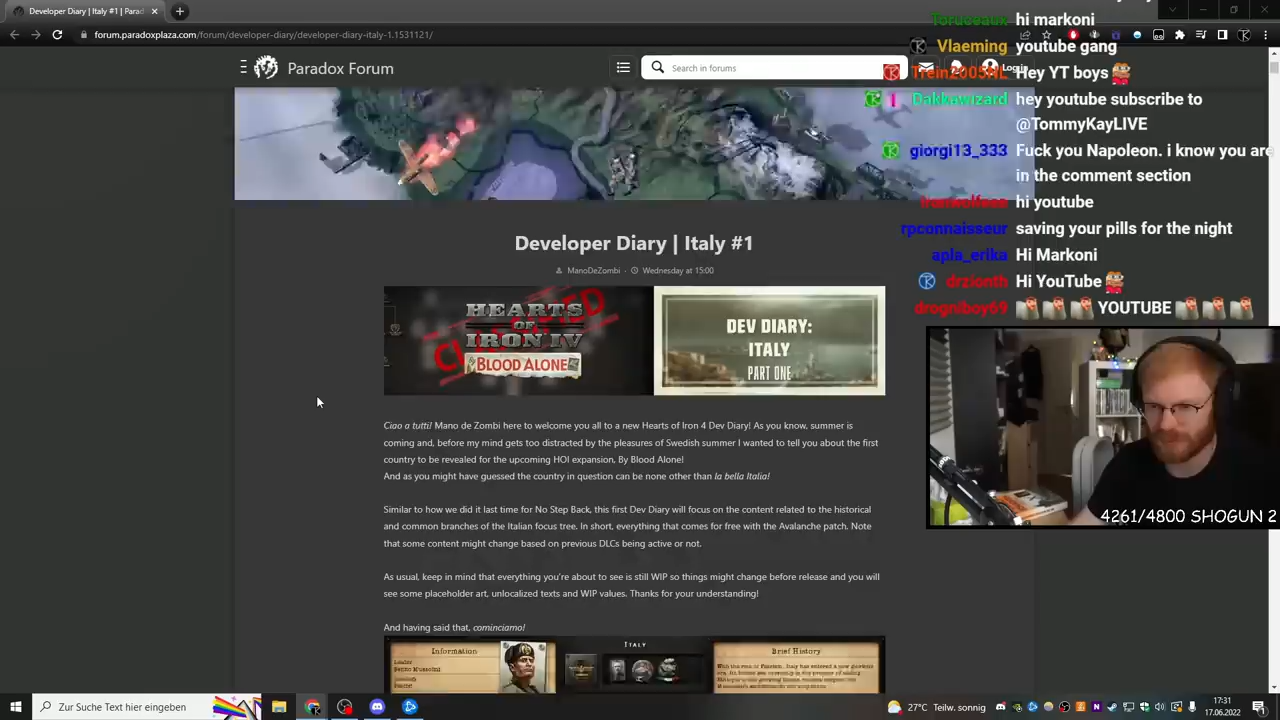 Developer Diary | Italy #1 | Parad
forum.paradoxplaza.com/forum/developer-diary/developer-diary-italy-1.1531121/
Paradox Forum
Search in forums
Log in
Developer Diary | Italy #1
ManoDeZombi · Wednesday at 15:00
CLASSIFIED
HEARTS
OF
IRON IV
BLOOD ALONE
DEV DIARY:
ITALY
PART ONE
Ciao a tutti! Mano de Zombi here to welcome you all to a new Hearts of Iron 4 Dev Diary! As you know, summer is
coming and, before my mind gets too distracted by the pleasures of Swedish summer I wanted to tell you about the first
country to be revealed for the upcoming HOI expansion, By Blood Alone!
And as you might have guessed the country in question can be none other than la bella Italia!
Similar to how we did it last time for No Step Back, this first Dev Diary will focus on the content related to the historical
and common branches of the Italian focus tree. In short, everything that comes for free with the Avalanche patch. Note
that some content might change based on previous DLCs being active or not.
As usual, keep in mind that everything you're about to see is still WIP so things might change before release and you will
see some placeholder art, unlocalized texts and WIP values. Thanks for your understanding!
And having said that, cominciamo!
Information
Leader
Benito Mussolini
ITALY
Brief History
Toruceaux hi markoni
Vlaeming youtube gang
Trein2005NL Hey YT boys
Dakkewizard hey youtube subscribe to
@TommyKayLIVE
giorgi13_333 Fuck you Napoleon. i know you are
in the comment section
hi youtube
rpconnaisseur saving your pills for the night
apla_erika Hi Markoni
drzionth Hi YouTube
drogniboy69 YOUTUBE
4261/4800 SHOGUN 2
Zur Suche Text hier eingeben
27°C Teilw. sonnig
17:31
17.06.2022